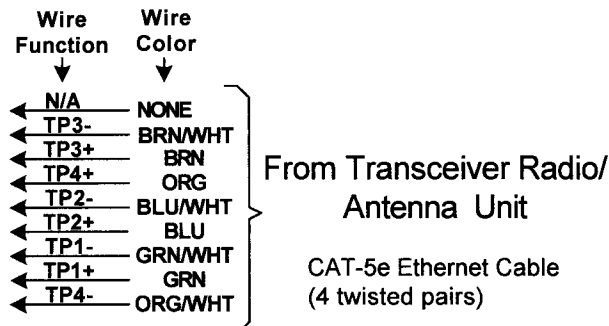 Wire Function
Wire Color
N/A NONE
TP3- BRN/WHT
TP3+ BRN
TP4+ ORG
TP2- BLU/WHT
TP2+ BLU
TP1- GRN/WHT
TP1+ GRN
TP4- ORG/WHT
From Transceiver Radio/
Antenna Unit
CAT-5e Ethernet Cable
(4 twisted pairs)